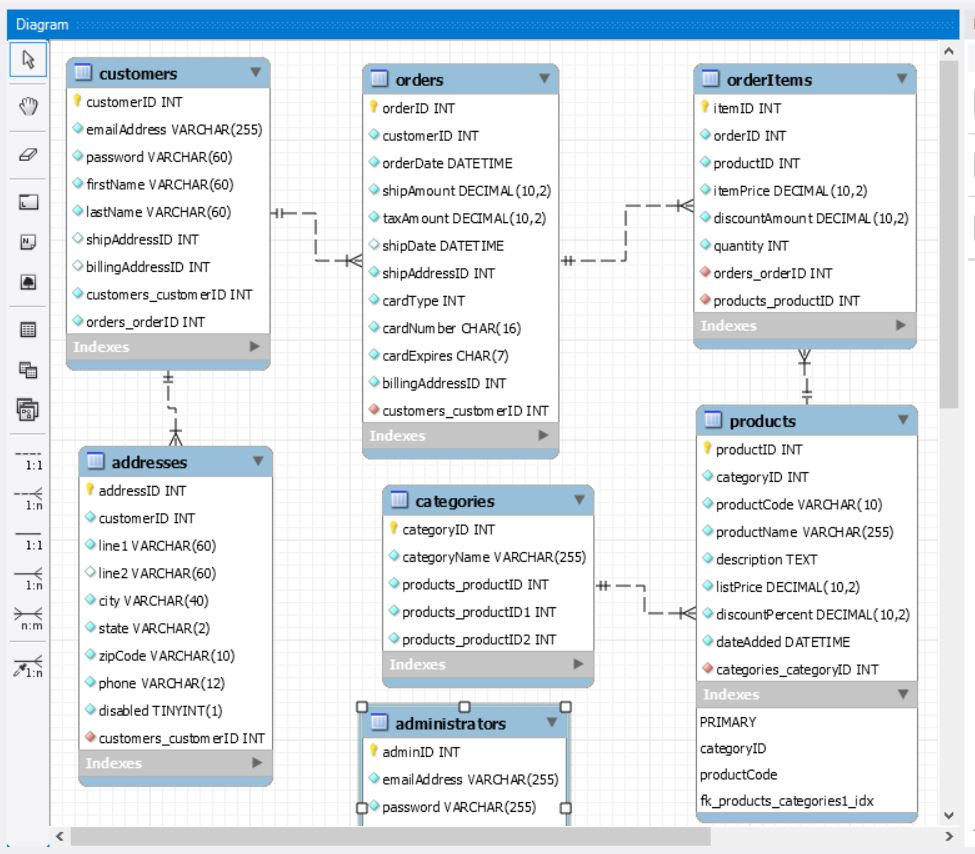 Diagram
customers
customerID INT
emailAddress VARCHAR(255)
password VARCHAR(60)
firstName VARCHAR(60)
lastName VARCHAR(60)
shipAddressID INT
billingAddressID INT
customers_customerID INT
orders_orderID INT
Indexes
orders
orderID INT
customerID INT
orderDate DATETIME
shipAmount DECIMAL(10,2)
taxAmount DECIMAL(10,2)
shipDate DATETIME
shipAddressID INT
cardType INT
cardNumber CHAR(16)
cardExpires CHAR(7)
billingAddressID INT
customers_customerID INT
Indexes
orderItems
itemID INT
orderID INT
productID INT
itemPrice DECIMAL(10,2)
discountAmount DECIMAL(10,2)
quantity INT
orders_orderID INT
products_productID INT
Indexes
addresses
addressID INT
customerID INT
line1 VARCHAR(60)
line2 VARCHAR(60)
city VARCHAR(40)
state VARCHAR(2)
zipCode VARCHAR(10)
phone VARCHAR(12)
disabled TINYINT(1)
customers_customerID INT
Indexes
categories
categoryID INT
categoryName VARCHAR(255)
products_productID INT
products_productID1 INT
products_productID2 INT
Indexes
products
productID INT
categoryID INT
productCode VARCHAR(10)
productName VARCHAR(255)
description TEXT
listPrice DECIMAL(10,2)
discountPercent DECIMAL(10,2)
dateAdded DATETIME
categories_categoryID INT
Indexes
PRIMARY
categoryID
productCode
fk_products_categories1_idx
administrators
adminID INT
emailAddress VARCHAR(255)
password VARCHAR(255)
1:1
1:n
1:1
1:n
n:m
1:n